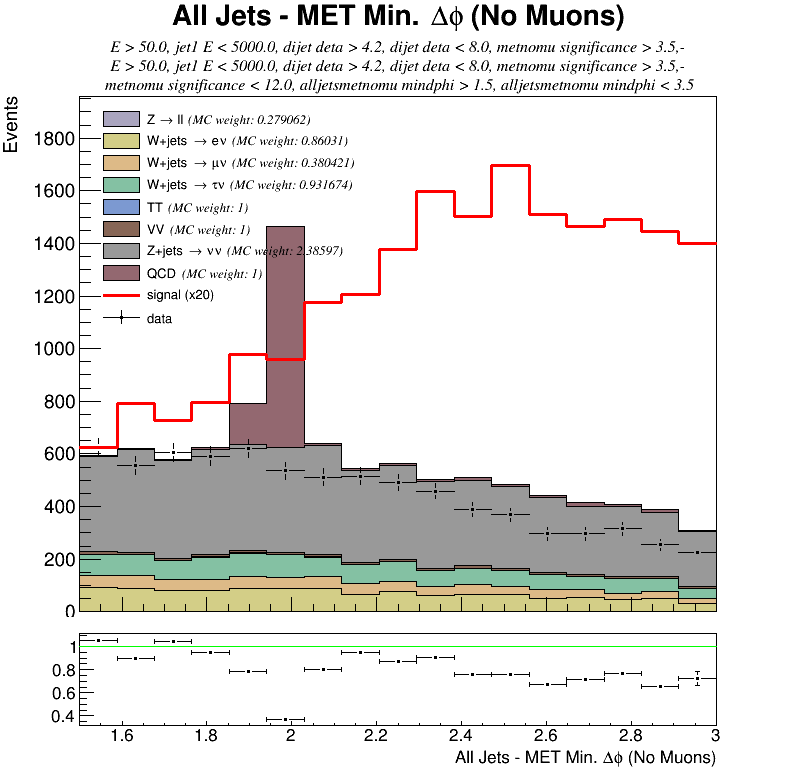 All Jets - MET Min. Δϕ (No Muons)
E > 50.0, jet1 E < 5000.0, dijet deta > 4.2, dijet deta < 8.0, metnomu significance > 3.5,-
E > 50.0, jet1 E < 5000.0, dijet deta > 4.2, dijet deta < 8.0, metnomu significance > 3.5,-
metnomu significance < 12.0, alljetsmetnomu mindphi > 1.5, alljetsmetnomu mindphi < 3.5
Events
Z → ll (MC weight: 0.279062)
W+jets → eν (MC weight: 0.86031)
W+jets → μν (MC weight: 0.380421)
W+jets → τν (MC weight: 0.931674)
TT (MC weight: 1)
VV (MC weight: 1)
Z+jets → νν (MC weight: 2.38597)
QCD (MC weight: 1)
signal (x20)
data
1800
1600
1400
1200
1000
800
600
400
200
0
1
0.8
0.6
0.4
1.6 1.8 2 2.2 2.4 2.6 2.8 3
All Jets - MET Min. Δϕ (No Muons)